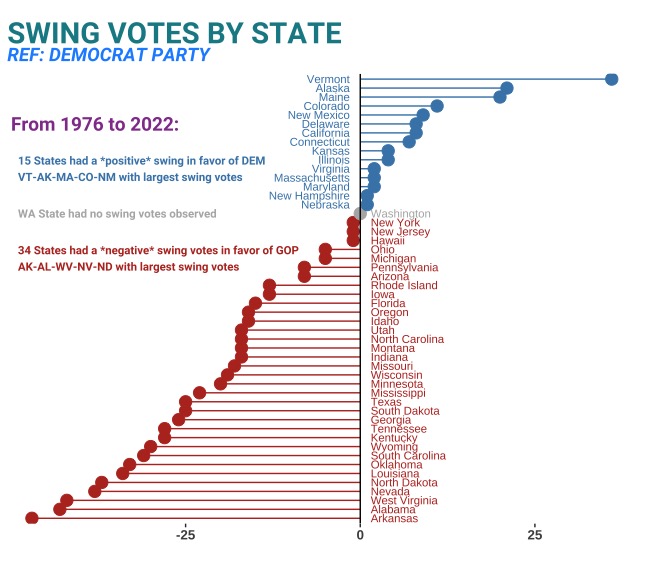 SWING VOTES BY STATE
REF: DEMOCRAT PARTY
From 1976 to 2022:
15 States had a *positive* swing in favor of DEM
VT-AK-MA-CO-NM with largest swing votes
WA State had no swing votes observed
34 States had a *negative* swing votes in favor of GOP
AK-AL-WV-NV-ND with largest swing votes
Vermont
Alaska
Maine
Colorado
New Mexico
Delaware
California
Connecticut
Kansas
Illinois
Virginia
Massachusetts
Maryland
New Hampshire
Nebraska
Washington
New York
New Jersey
Hawaii
Ohio
Michigan
Pennsylvania
Arizona
Rhode Island
Iowa
Florida
Oregon
Idaho
Utah
North Carolina
Montana
Indiana
Missouri
Wisconsin
Minnesota
Mississippi
Texas
South Dakota
Georgia
Tennessee
Kentucky
Wyoming
South Carolina
Oklahoma
Louisiana
North Dakota
Nevada
West Virginia
Alabama
Arkansas
-25
0
25